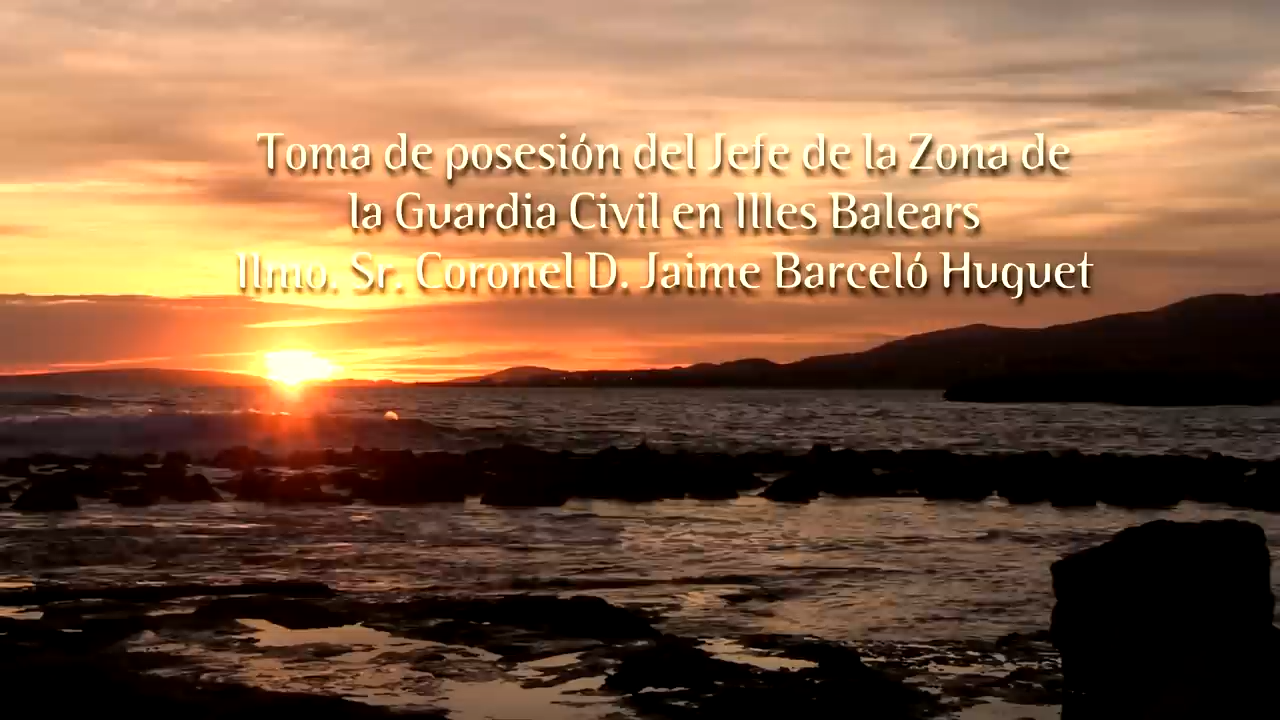 Toma de posesión del Jefe de la Zona de
la Guardia Civil en Illes Balears
Ilmo. Sr. Coronel D. Jaime Barceló Huguet